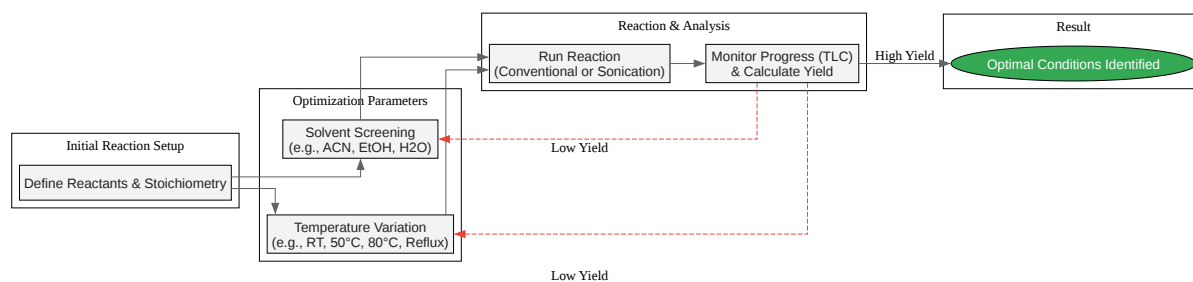 Initial Reaction Setup
Define Reactants & Stoichiometry
Optimization Parameters
Solvent Screening
(e.g., ACN, EtOH, H2O)
Temperature Variation
(e.g., RT, 50°C, 80°C, Reflux)
Reaction & Analysis
Run Reaction
(Conventional or Sonication)
Monitor Progress (TLC)
& Calculate Yield
Low Yield
Low Yield
High Yield
Result
Optimal Conditions Identified